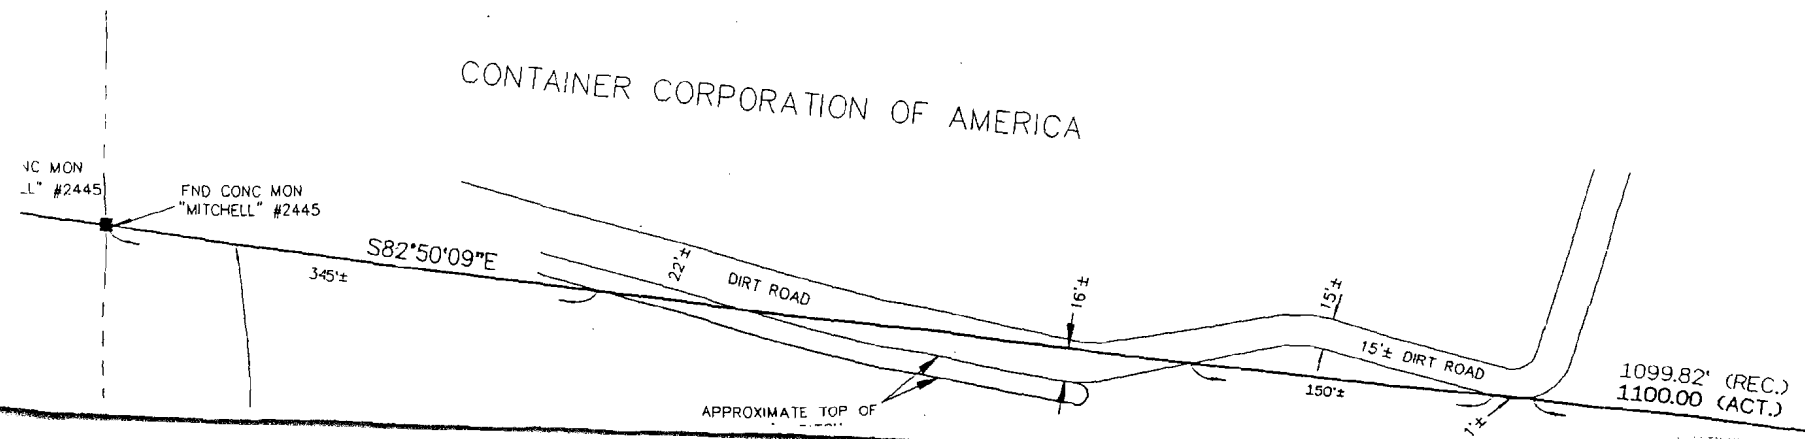 CONTAINER CORPORATION OF AMERICA
MON
#2445
FND CONC MON
"MITCHELL" #2445
S82°50'09"E
345'±
22'±
DIRT ROAD
16'±
15'±
15'± DIRT ROAD
150'±
1'±
1099.82' (REC.)
1100.00 (ACT.)
APPROXIMATE TOP OF